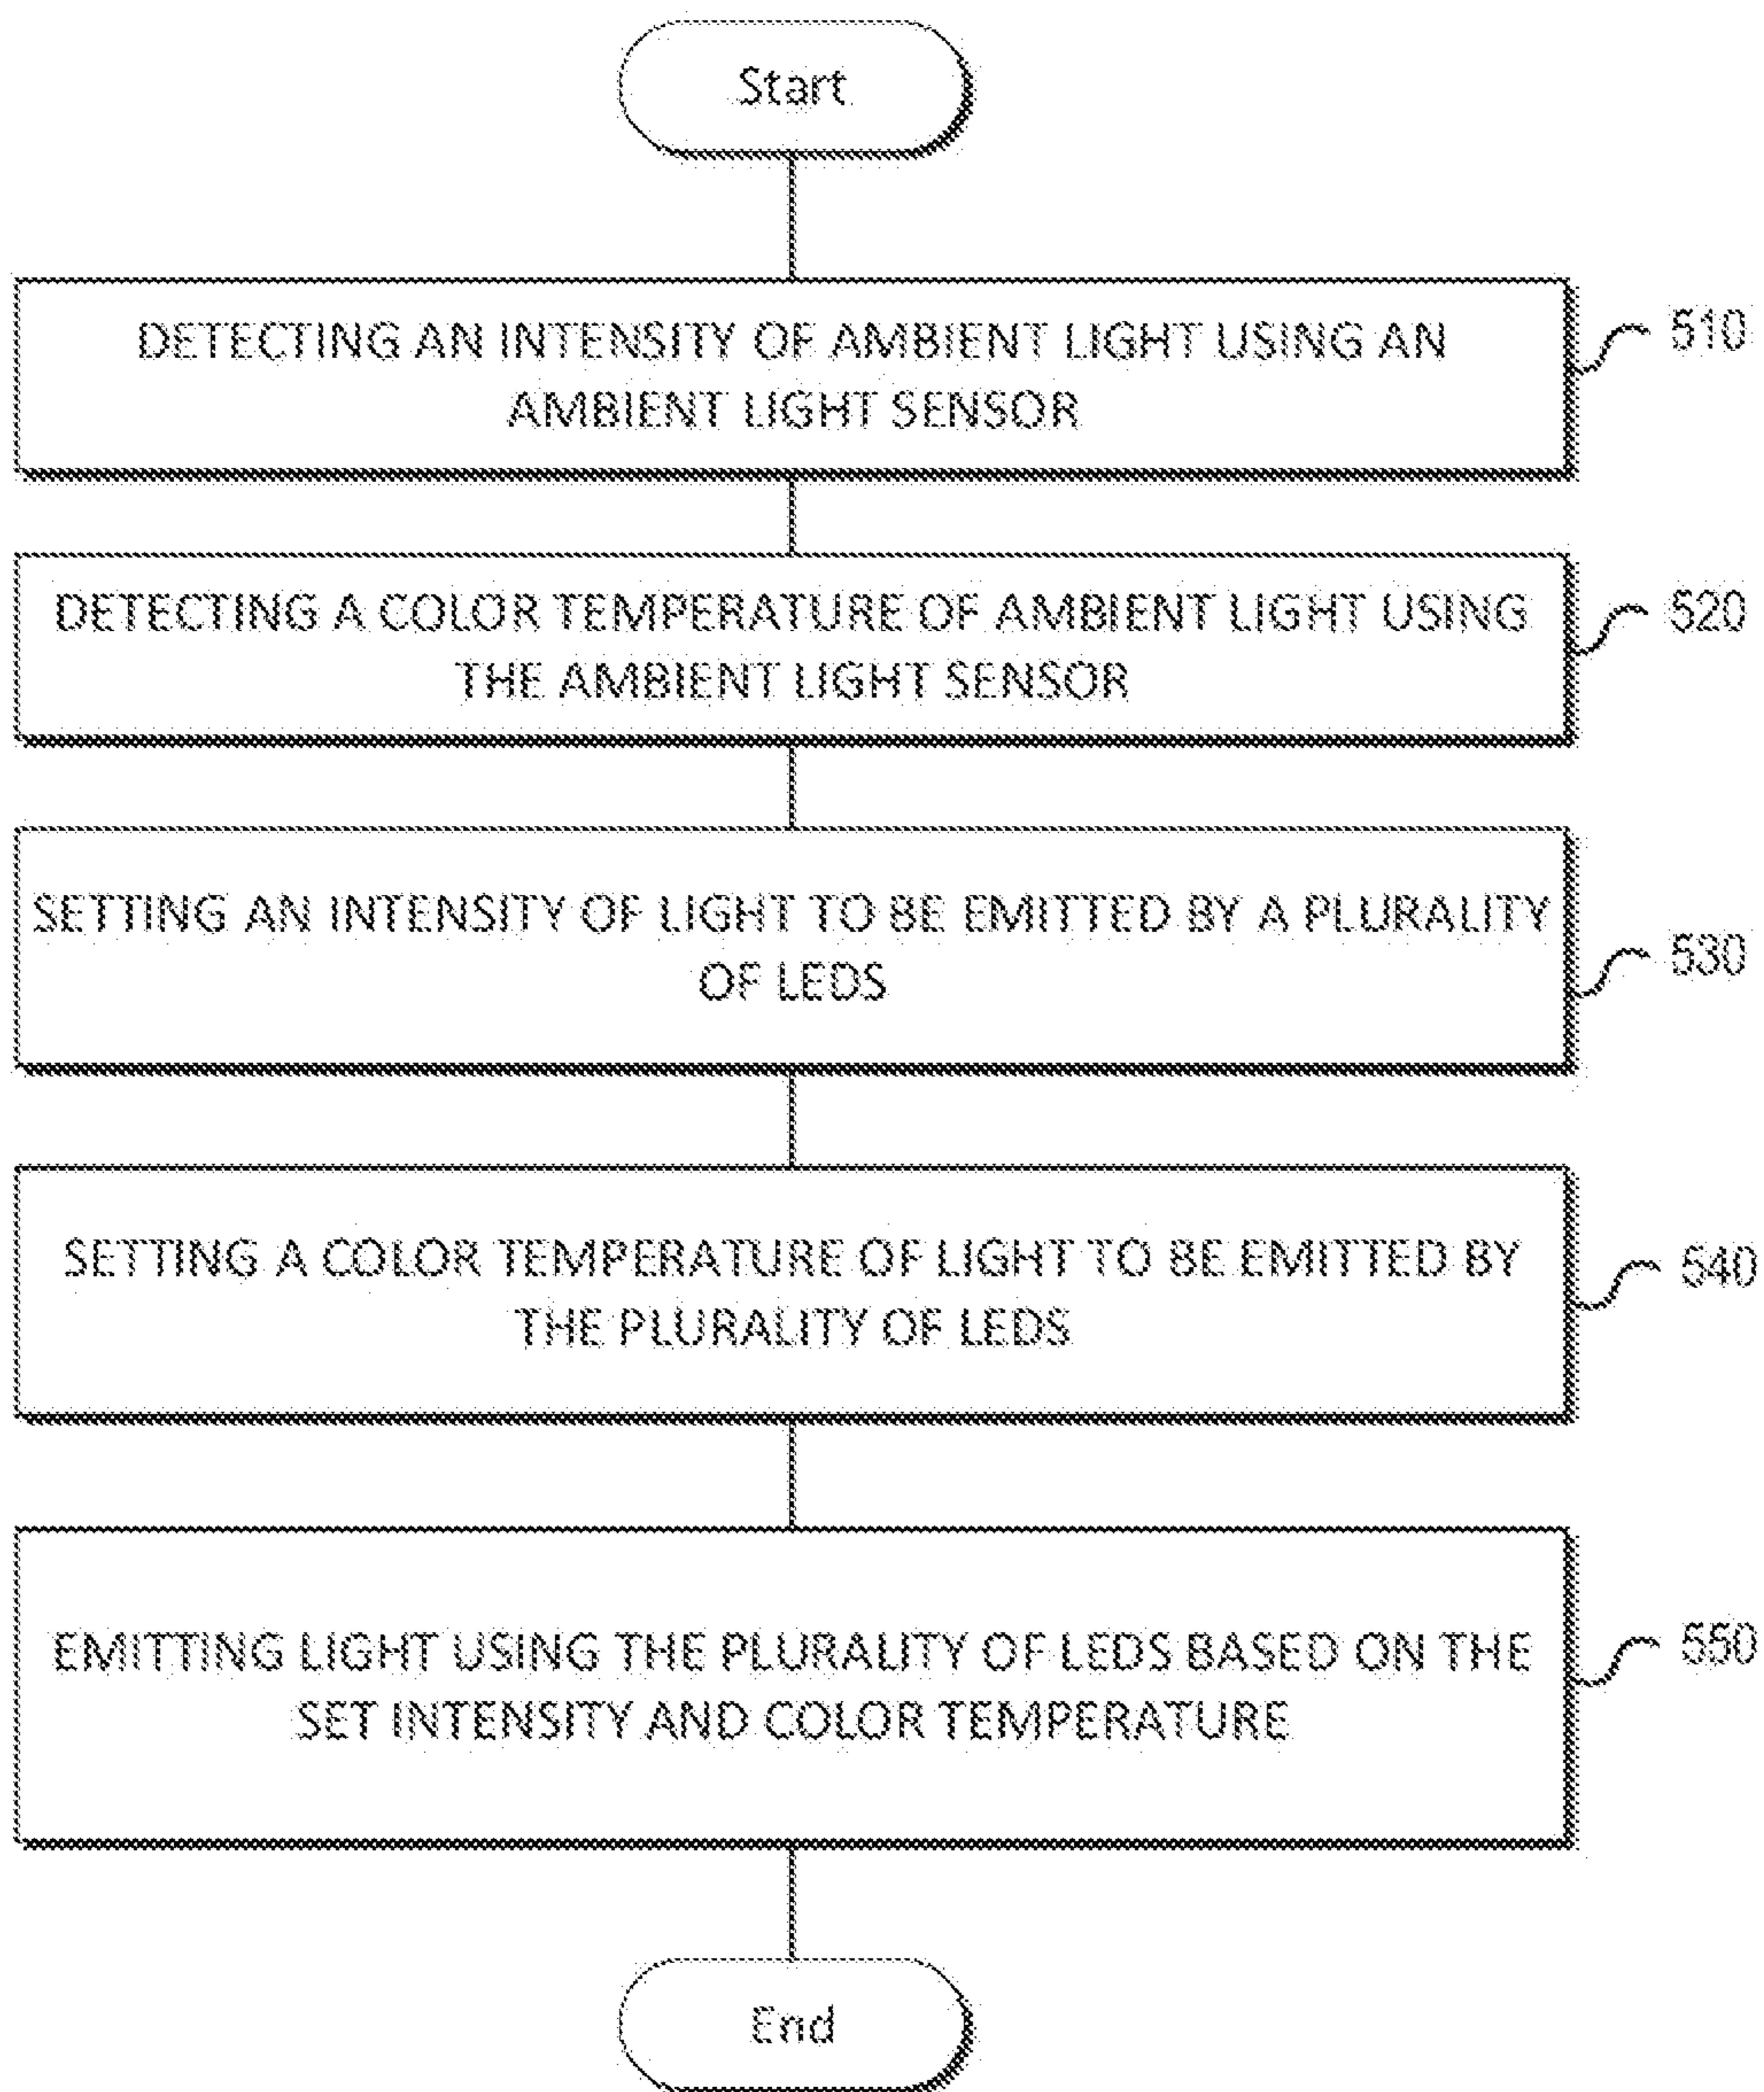 Start
DETECTING AN INTENSITY OF AMBIENT LIGHT USING AN
AMBIENT LIGHT SENSOR
510
DETECTING A COLOR TEMPERATURE OF AMBIENT LIGHT USING
THE AMBIENT LIGHT SENSOR
520
SETTING AN INTENSITY OF LIGHT TO BE EMITTED BY A PLURALITY
OF LEDS
530
SETTING A COLOR TEMPERATURE OF LIGHT TO BE EMITTED BY
THE PLURALITY OF LEDS
540
EMITTING LIGHT USING THE PLURALITY OF LEDS BASED ON THE
SET INTENSITY AND COLOR TEMPERATURE
550
End